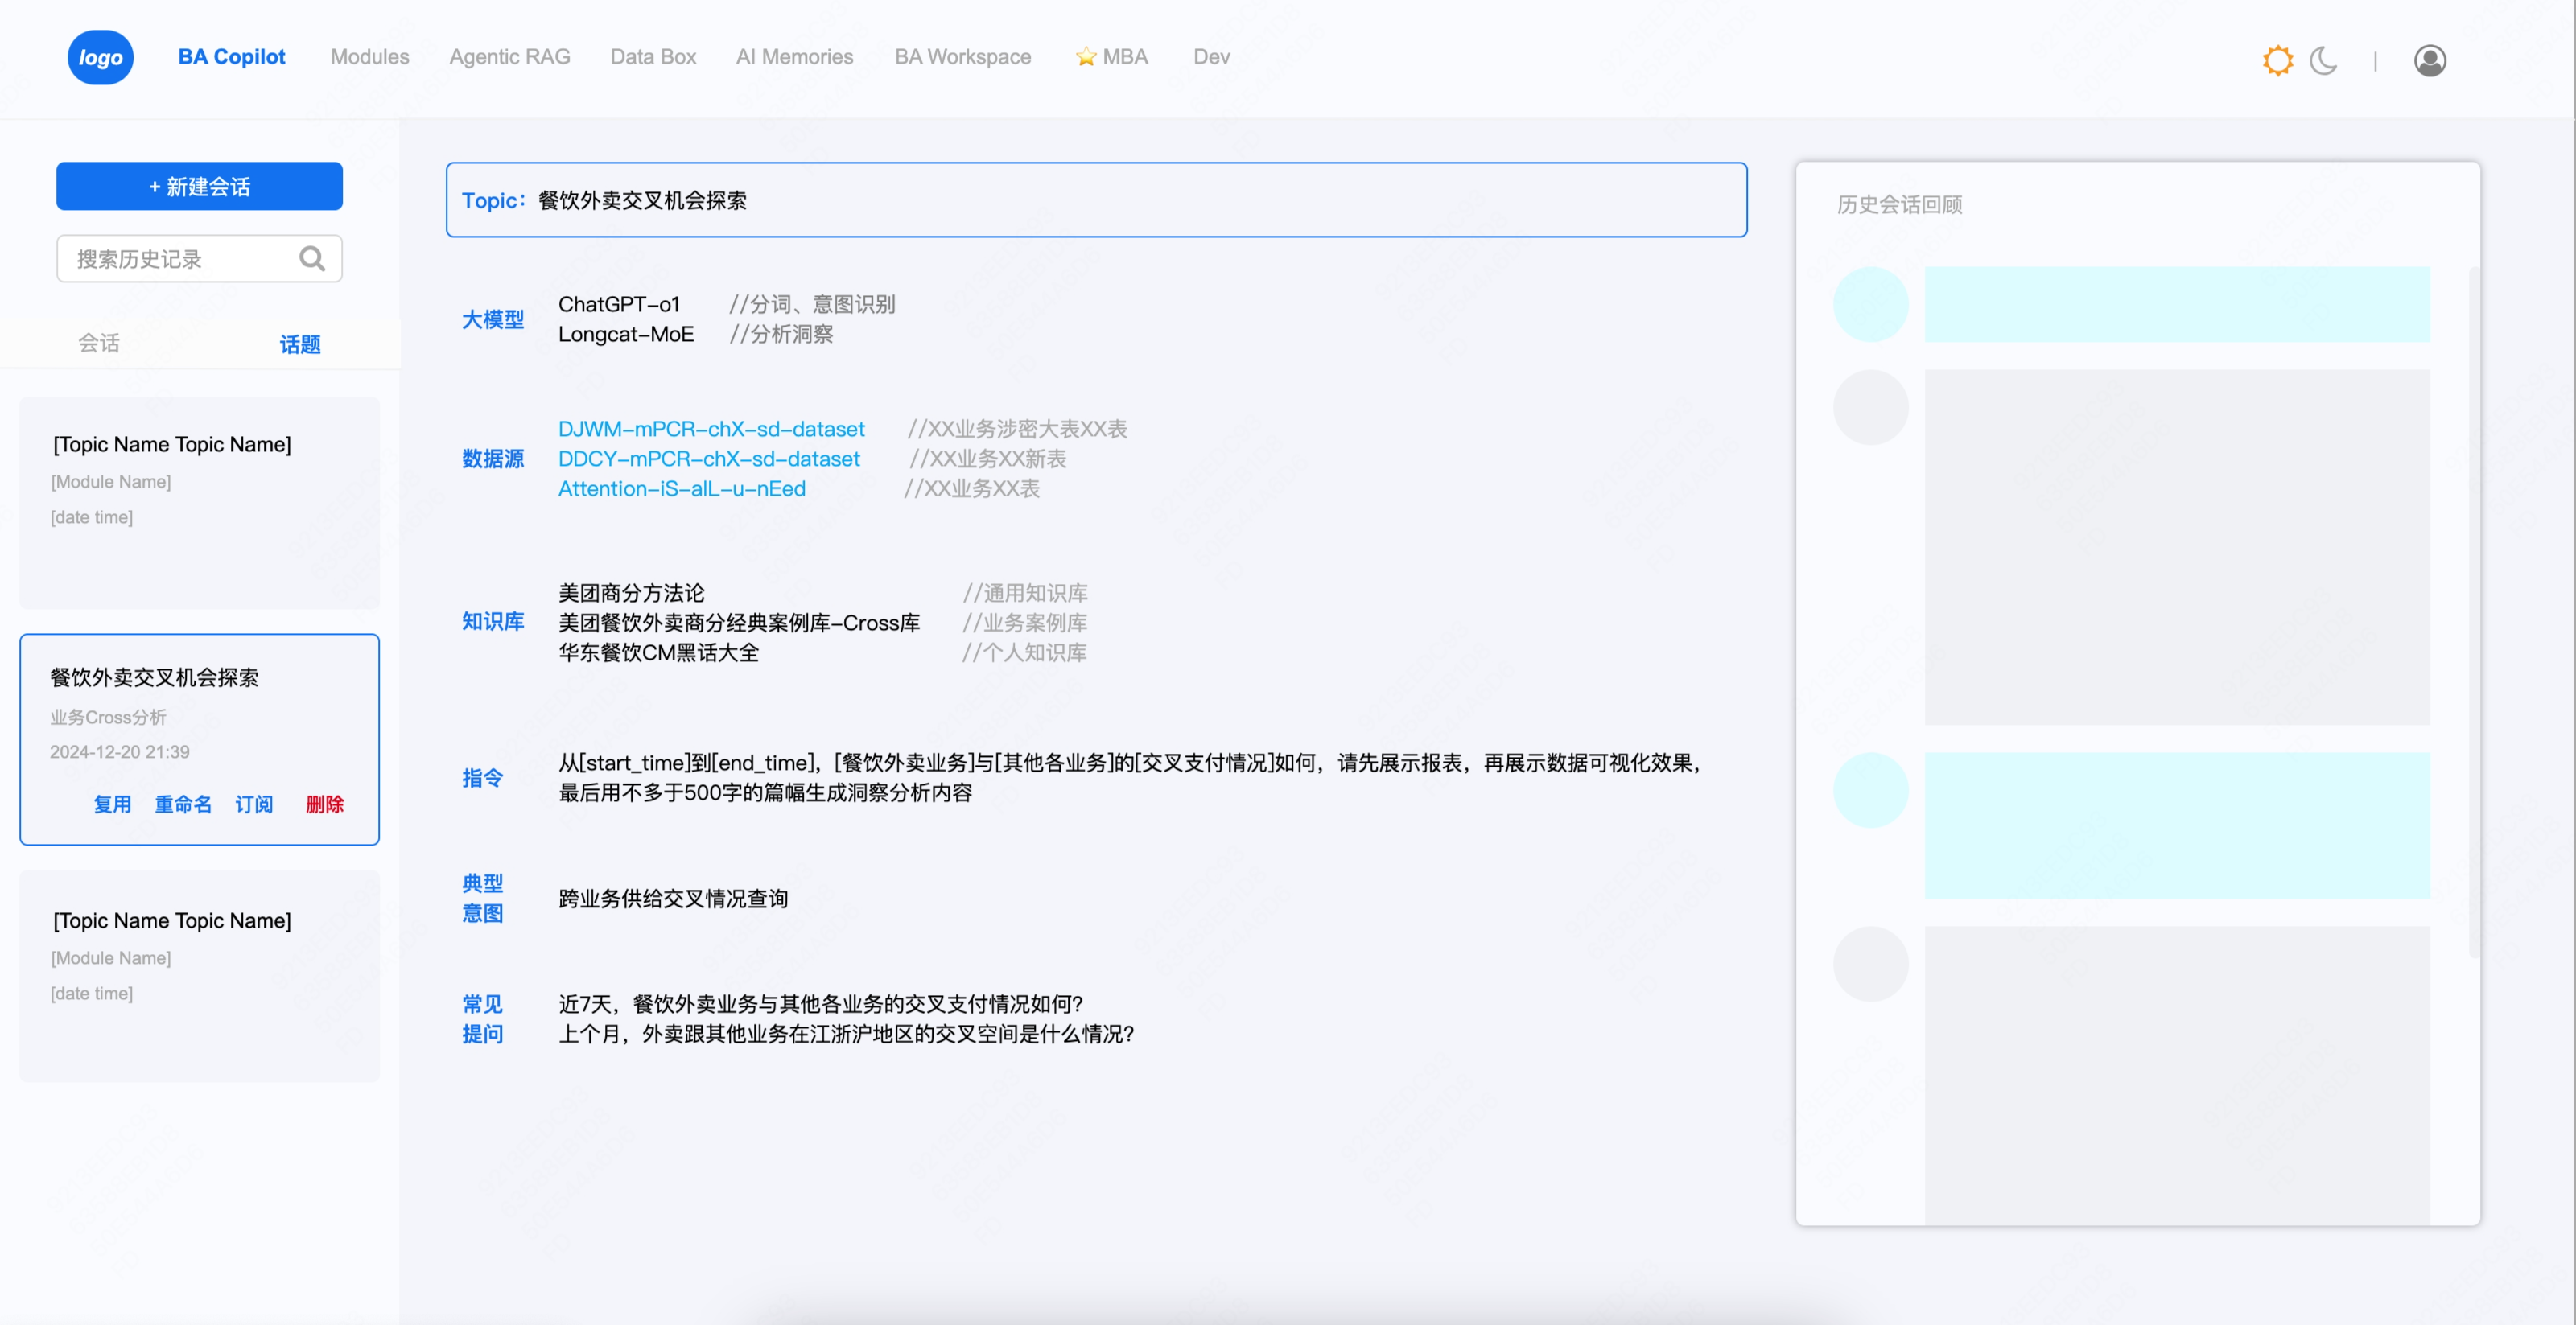 logo
BA Copilot
Modules
Agentic RAG
Data Box
AI Memories
BA Workspace
MBA
Dev
+ 新建会话
搜索历史记录
会话
话题
[Topic Name Topic Name]
[Module Name]
[date time]
餐饮外卖交叉机会探索
业务Cross分析
2024-12-20 21:39
复用 重命名 订阅 删除
[Topic Name Topic Name]
[Module Name]
[date time]
Topic：餐饮外卖交叉机会探索
大模型
ChatGPT-o1 //分词、意图识别
Longcat-MoE //分析洞察
数据源
DJWM-mPCR-chX-sd-dataset //XX业务涉密大表XX表
DDCY-mPCR-chX-sd-dataset //XX业务XX新表
Attention-iS-alL-u-nEed //XX业务XX表
知识库
美团商分方法论 //通用知识库
美团餐饮外卖商分经典案例库-Cross库 //业务案例库
华东餐饮CM黑话大全 //个人知识库
指令
从[start_time]到[end_time]，[餐饮外卖业务]与[其他各业务]的[交叉支付情况]如何，请先展示报表，再展示数据可视化效果，
最后用不多于500字的篇幅生成洞察分析内容
典型
意图
跨业务供给交叉情况查询
常见
提问
近7天，餐饮外卖业务与其他各业务的交叉支付情况如何?
上个月，外卖跟其他业务在江浙沪地区的交叉空间是什么情况?
历史会话回顾